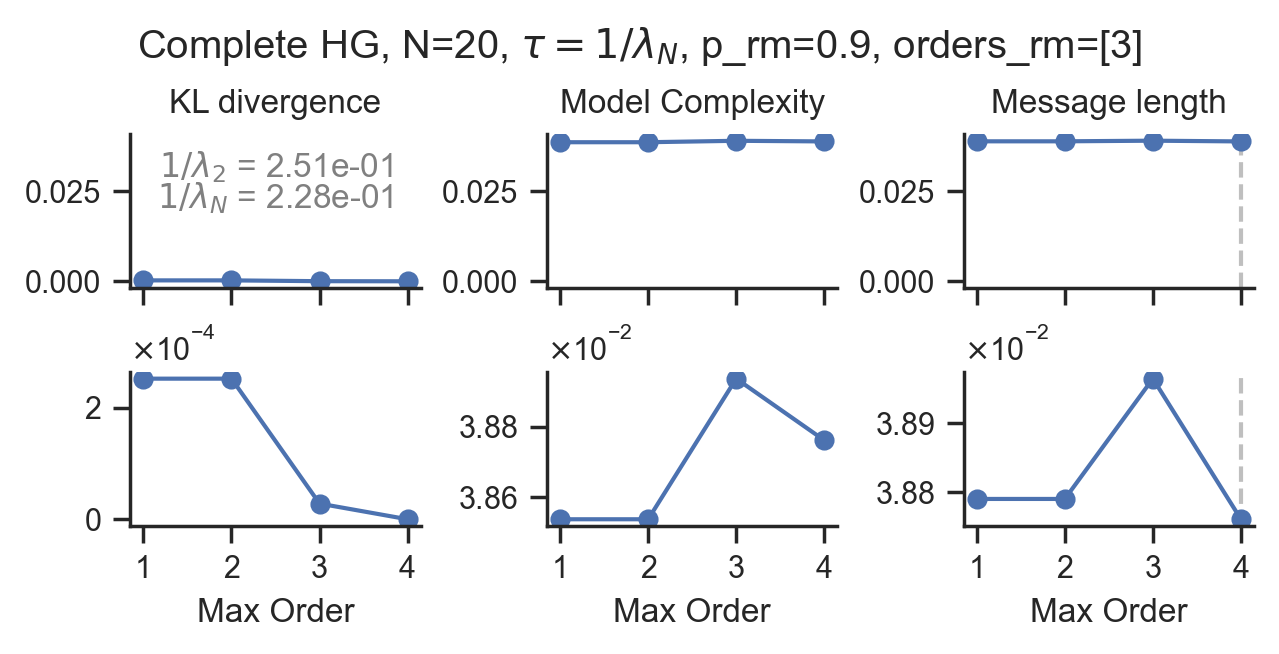 Complete HG, N=20, τ = 1/λ_N, p_rm=0.9, orders_rm=[3]
KL divergence
Model Complexity
Message length
1/λ₂ = 2.51e-01
1/λ_N = 2.28e-01
0.025
0.000
0.025
0.000
0.025
0.000
×10⁻⁴
2
0
×10⁻²
3.88
3.86
×10⁻²
3.89
3.88
1 2 3 4
1 2 3 4
1 2 3 4
Max Order
Max Order
Max Order